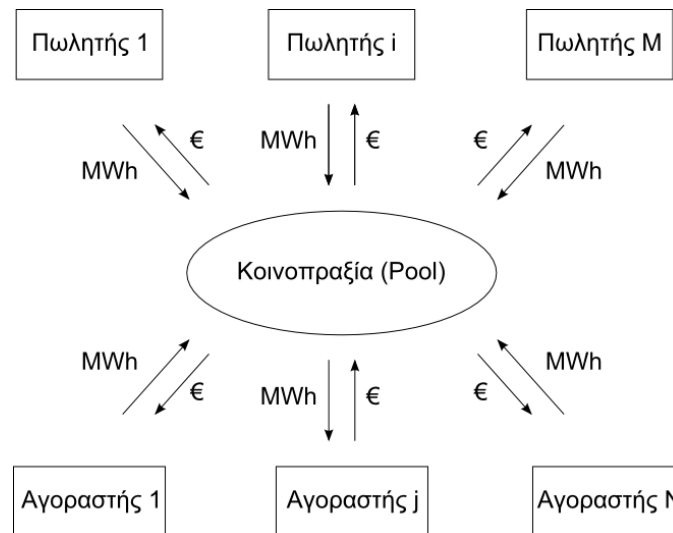 Πωλητής 1
Πωλητής i
Πωλητής M
€
MWh
MWh
€
€
MWh
Κοινοπραξία (Pool)
MWh
€
MWh
€
€
MWh
Αγοραστής 1
Αγοραστής j
Αγοραστής N